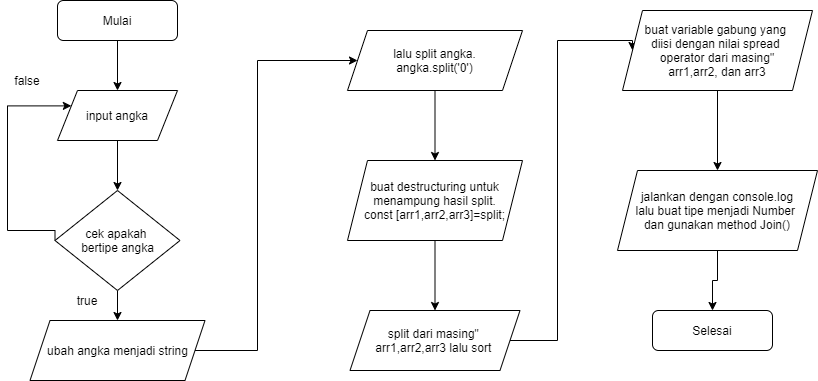 Mulai
false
input angka
cek apakah
bertipe angka
true
ubah angka menjadi string
lalu split angka.
angka.split('0')
buat destructuring untuk
menampung hasil split.
const [arr1,arr2,arr3]=split;
split dari masing"
arr1,arr2,arr3 lalu sort
buat variable gabung yang
diisi dengan nilai spread
operator dari masing"
arr1,arr2, dan arr3
jalankan dengan console.log
lalu buat tipe menjadi Number
dan gunakan method Join()
Selesai